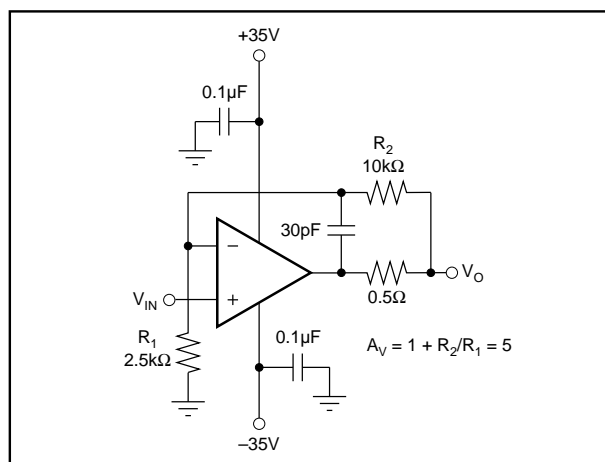 +35V
0.1µF
R2
10kΩ
30pF
−
VIN
+
VO
0.5Ω
R1
2.5kΩ
0.1µF
AV = 1 + R2/R1 = 5
–35V